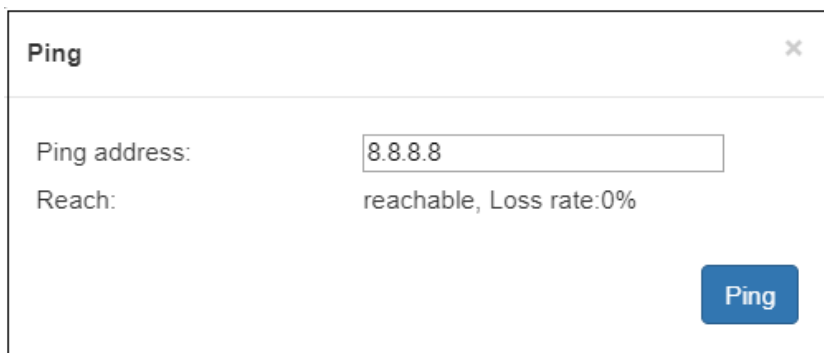 Ping ×
Ping address: 8.8.8.8
Reach: reachable, Loss rate:0%
Ping